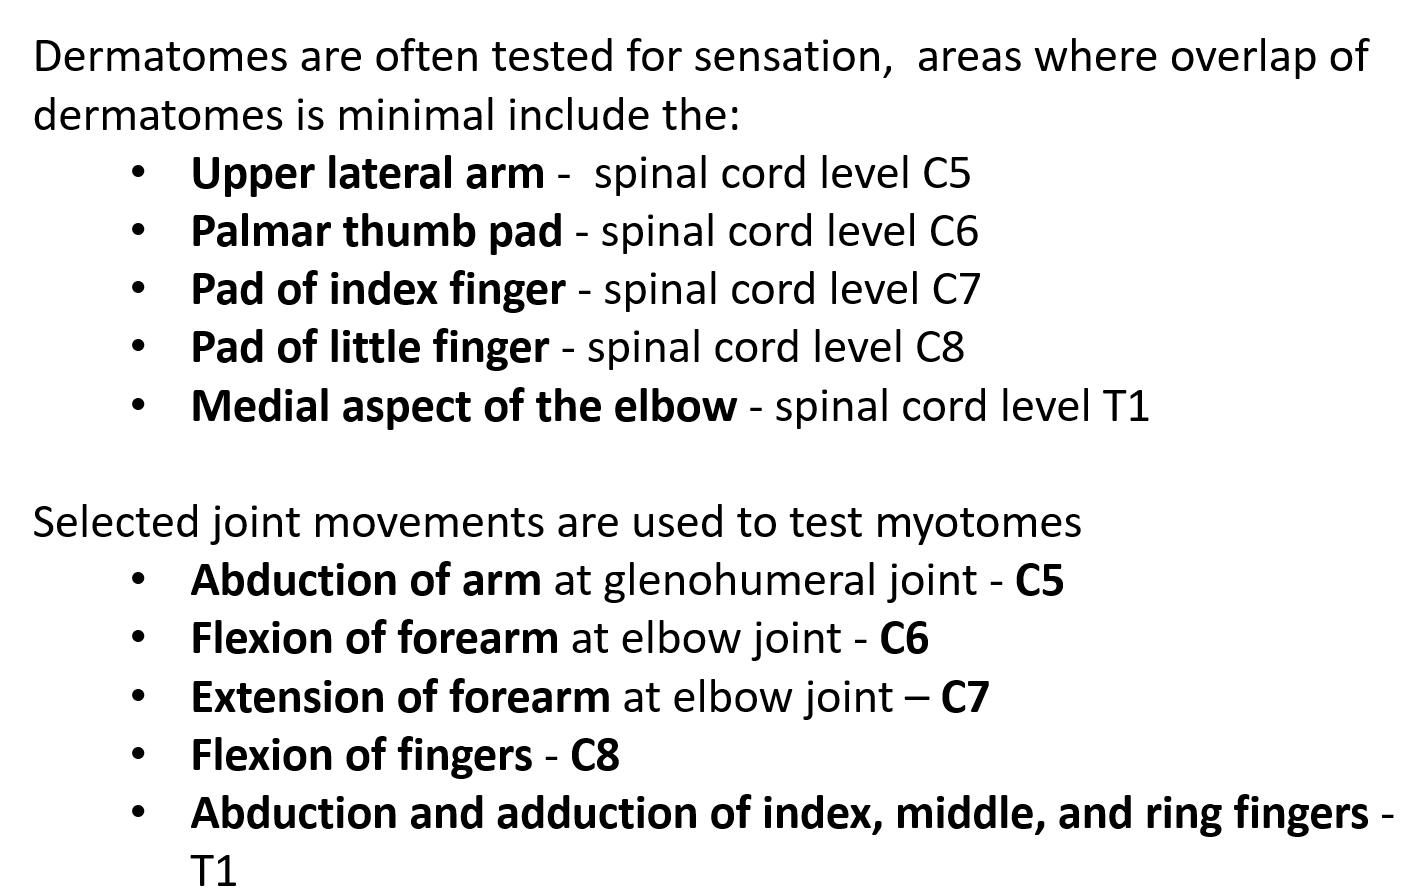 Dermatomes are often tested for sensation,  areas where overlap of
dermatomes is minimal include the:
• Upper lateral arm -  spinal cord level C5
• Palmar thumb pad - spinal cord level C6
• Pad of index finger - spinal cord level C7
• Pad of little finger - spinal cord level C8
• Medial aspect of the elbow - spinal cord level T1
Selected joint movements are used to test myotomes
• Abduction of arm at glenohumeral joint - C5
• Flexion of forearm at elbow joint - C6
• Extension of forearm at elbow joint – C7
• Flexion of fingers - C8
• Abduction and adduction of index, middle, and ring fingers -
T1